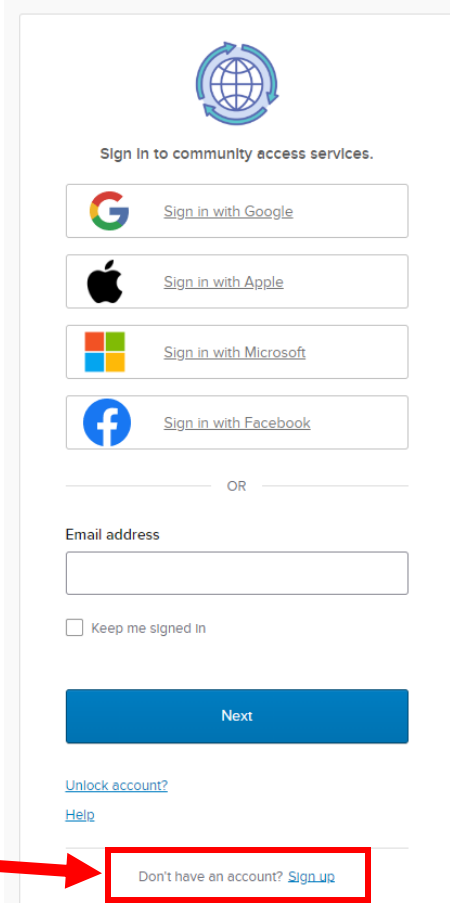 Sign in to community access services.
Sign in with Google
Sign in with Apple
Sign in with Microsoft
Sign in with Facebook
OR
Email address
Keep me signed in
Next
Unlock account?
Help
Don't have an account? Sign up